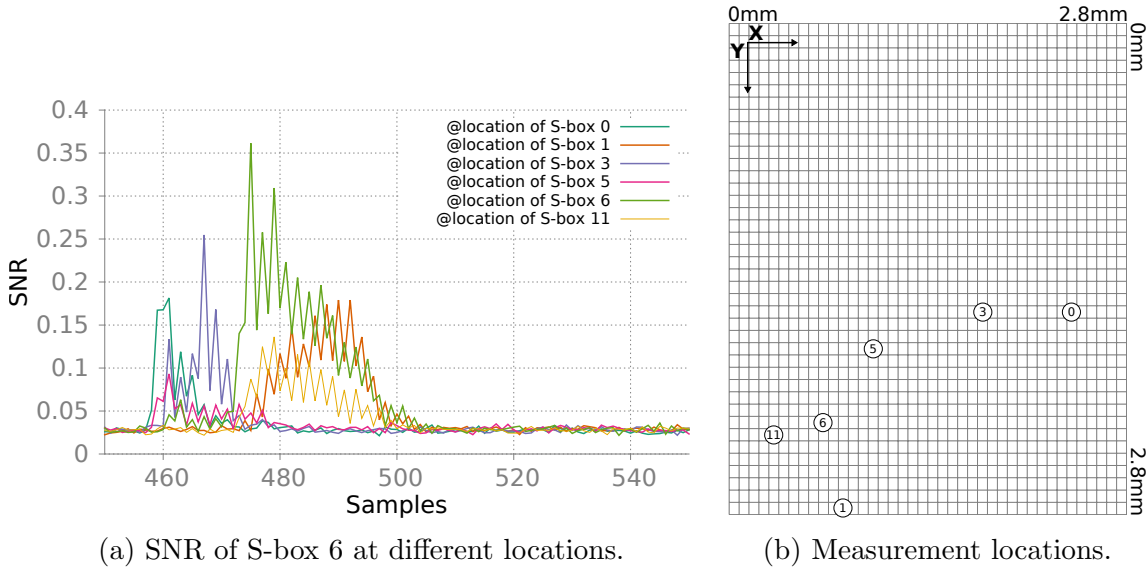 0.4
0.35
0.3
0.25
0.2
0.15
0.1
0.05
0
SNR
460
480
500
520
540
Samples
@location of S-box 0
@location of S-box 1
@location of S-box 3
@location of S-box 5
@location of S-box 6
@location of S-box 11
(a) SNR of S-box 6 at different locations.
0mm
2.8mm
0mm
2.8mm
X
Y
3
0
5
6
11
1
(b) Measurement locations.